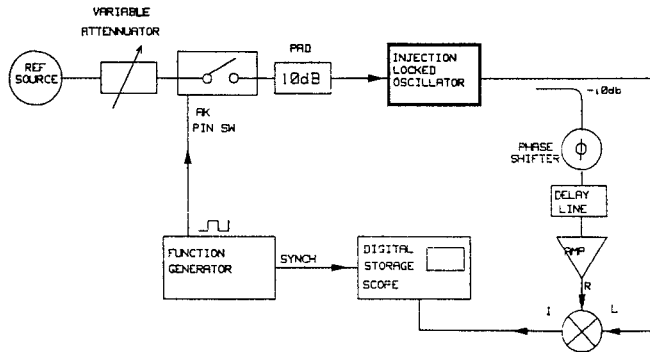 VARIABLE
ATTENNUATOR
REF
SOURCE
PAD
10dB
INJECTION
LOCKED
OSCILLATOR
AK
PIN SW
-10db
PHASE
SHIFTER
Φ
DELAY
LINE
AMP
R
FUNCTION
GENERATOR
SYNCH
DIGITAL
STORAGE
SCOPE
I
L